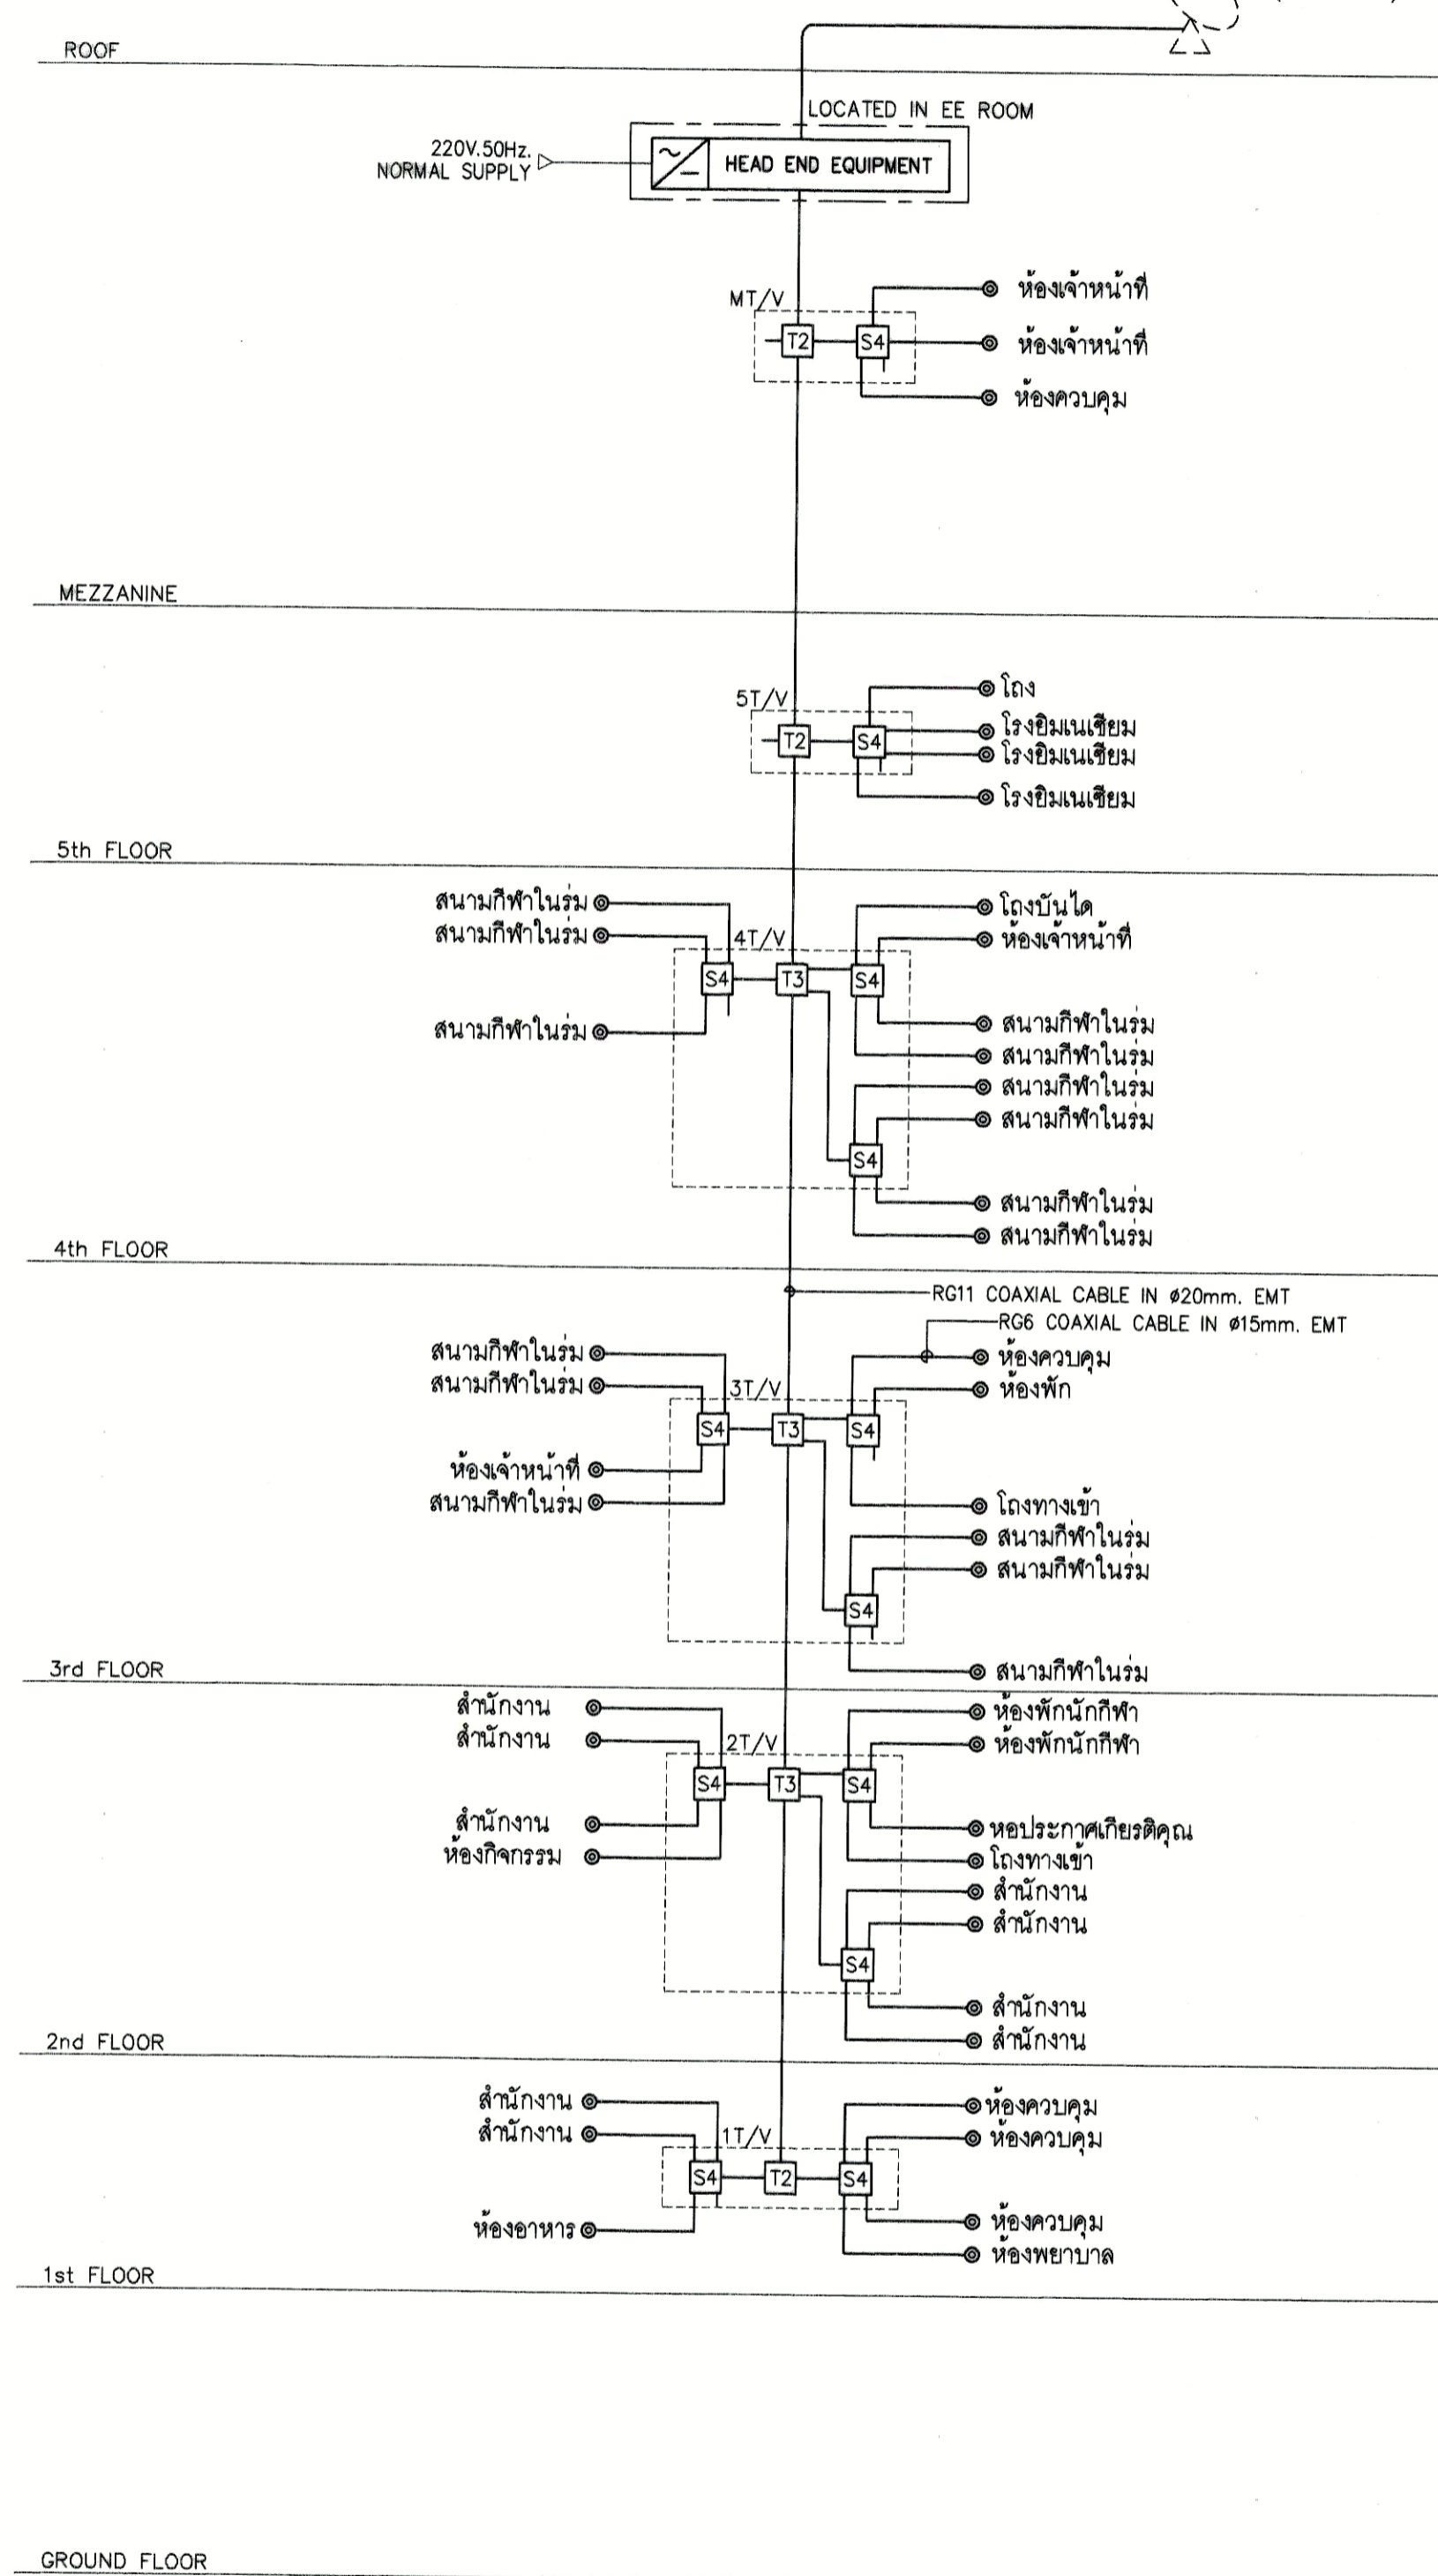 ROOF
LOCATED IN EE ROOM
220V.50Hz.
NORMAL SUPPLY
HEAD END EQUIPMENT
MT/V
T2
S4
ห้องเจ้าหน้าที่
ห้องเจ้าหน้าที่
ห้องควบคุม
MEZZANINE
5T/V
T2
S4
โถง
โรงยิมเนเซียม
โรงยิมเนเซียม
โรงยิมเนเซียม
5th FLOOR
สนามกีฬาในร่ม
สนามกีฬาในร่ม
สนามกีฬาในร่ม
4T/V
S4
T3
S4
โถงบันได
ห้องเจ้าหน้าที่
สนามกีฬาในร่ม
สนามกีฬาในร่ม
สนามกีฬาในร่ม
สนามกีฬาในร่ม
S4
สนามกีฬาในร่ม
สนามกีฬาในร่ม
4th FLOOR
RG11 COAXIAL CABLE IN ø20mm. EMT
RG6 COAXIAL CABLE IN ø15mm. EMT
สนามกีฬาในร่ม
สนามกีฬาในร่ม
ห้องเจ้าหน้าที่
สนามกีฬาในร่ม
3T/V
S4
T3
S4
ห้องควบคุม
ห้องพัก
โถงทางเข้า
สนามกีฬาในร่ม
สนามกีฬาในร่ม
S4
สนามกีฬาในร่ม
3rd FLOOR
สำนักงาน
สำนักงาน
สำนักงาน
ห้องกิจกรรม
2T/V
S4
T3
S4
ห้องพักนักกีฬา
ห้องพักนักกีฬา
หอประกาศเกียรติคุณ
โถงทางเข้า
สำนักงาน
สำนักงาน
S4
สำนักงาน
สำนักงาน
2nd FLOOR
สำนักงาน
สำนักงาน
ห้องอาหาร
1T/V
S4
T2
S4
ห้องควบคุม
ห้องควบคุม
ห้องควบคุม
ห้องพยาบาล
1st FLOOR
GROUND FLOOR